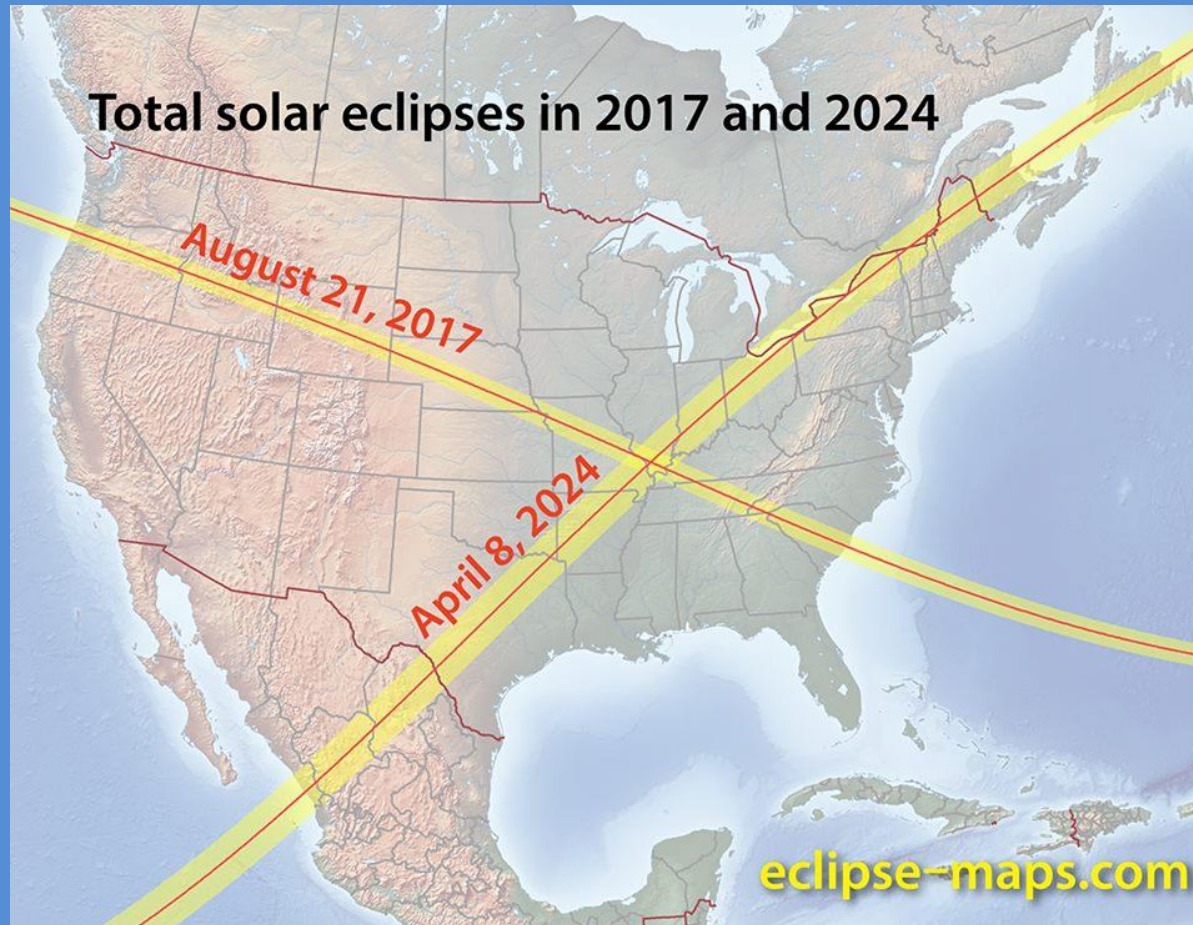 Total solar eclipses in 2017 and 2024
August 21, 2017
April 8, 2024
eclipse-maps.com